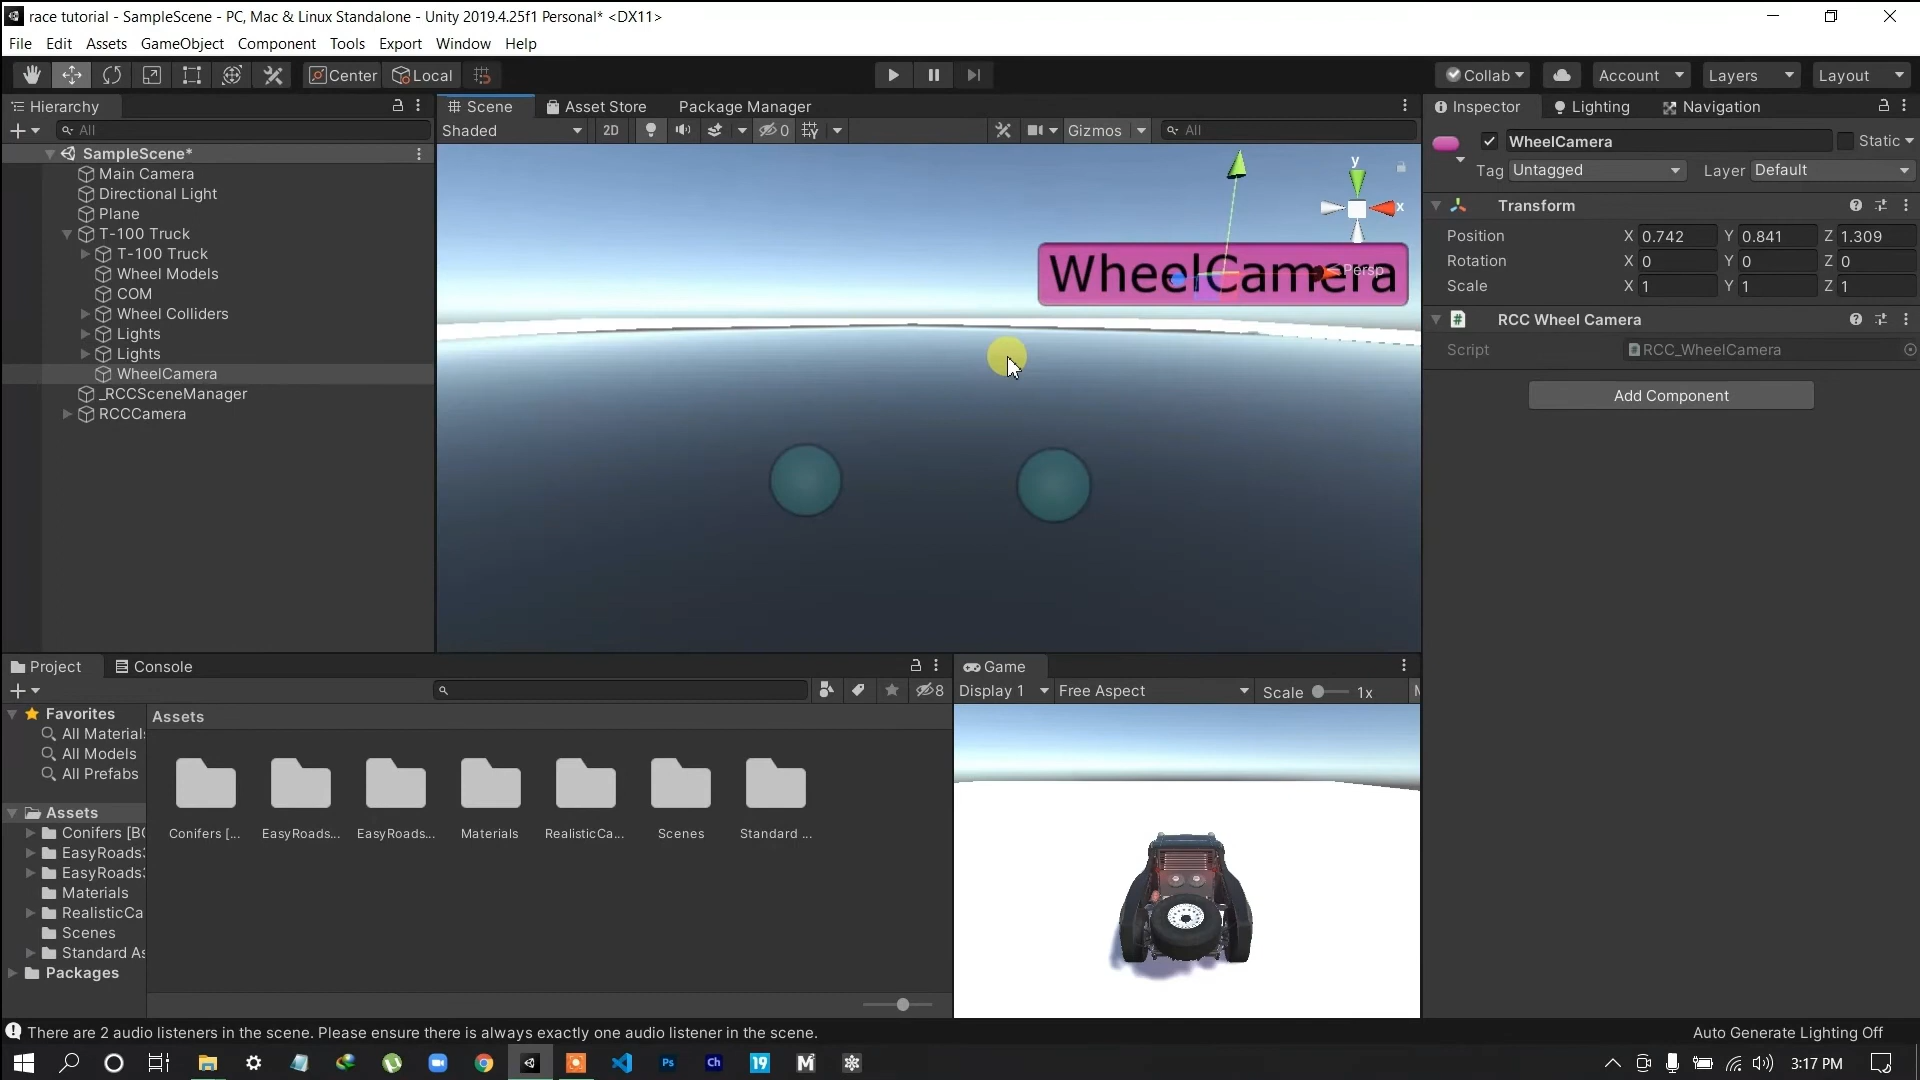 race tutorial - SampleScene - PC, Mac & Linux Standalone - Unity 2019.4.25f1 Personal* <DX11>
File Edit Assets GameObject Component Tools Export Window Help
Center Local Collab Account Layers Layout
Hierarchy
All
SampleScene*
Main Camera
Directional Light
Plane
T-100 Truck
T-100 Truck
Wheel Models
COM
Wheel Colliders
Lights
Lights
WheelCamera
_RCCSceneManager
RCCCamera
Scene Asset Store Package Manager
Shaded 2D 0 Gizmos All
y
x
Persp
WheelCamera
Inspector Lighting Navigation
WheelCamera Static
Tag Untagged Layer Default
Transform
Position X 0.742 Y 0.841 Z 1.309
Rotation X 0 Y 0 Z 0
Scale X 1 Y 1 Z 1
RCC Wheel Camera
Script RCC_WheelCamera
Add Component
Project Console
8
Favorites
All Materials
All Models
All Prefabs
Assets
Conifers [BO
EasyRoads3
EasyRoads3
Materials
RealisticCa
Scenes
Standard As
Packages
Assets
Conifers [... EasyRoads... EasyRoads... Materials RealisticCa... Scenes Standard ...
Game
Display 1 Free Aspect Scale 1x M
There are 2 audio listeners in the scene. Please ensure there is always exactly one audio listener in the scene.
Auto Generate Lighting Off
Ps Ch 19 M
3:17 PM